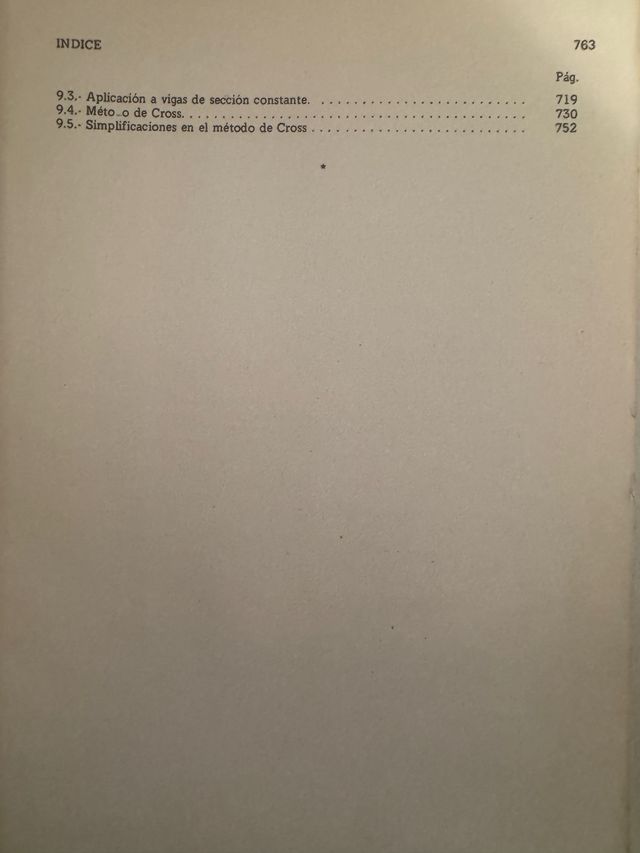 INDICE 763
Pág.
9.3.- Aplicación a vigas de sección constante. . . . . . . . . . . . . . . . . . . . . . . . . . 719
9.4.- Méto..o de Cross. . . . . . . . . . . . . . . . . . . . . . . . . . . . . . . . . . . . . . . . 730
9.5.- Simplificaciones en el método de Cross . . . . . . . . . . . . . . . . . . . . . . . . . . 752
*